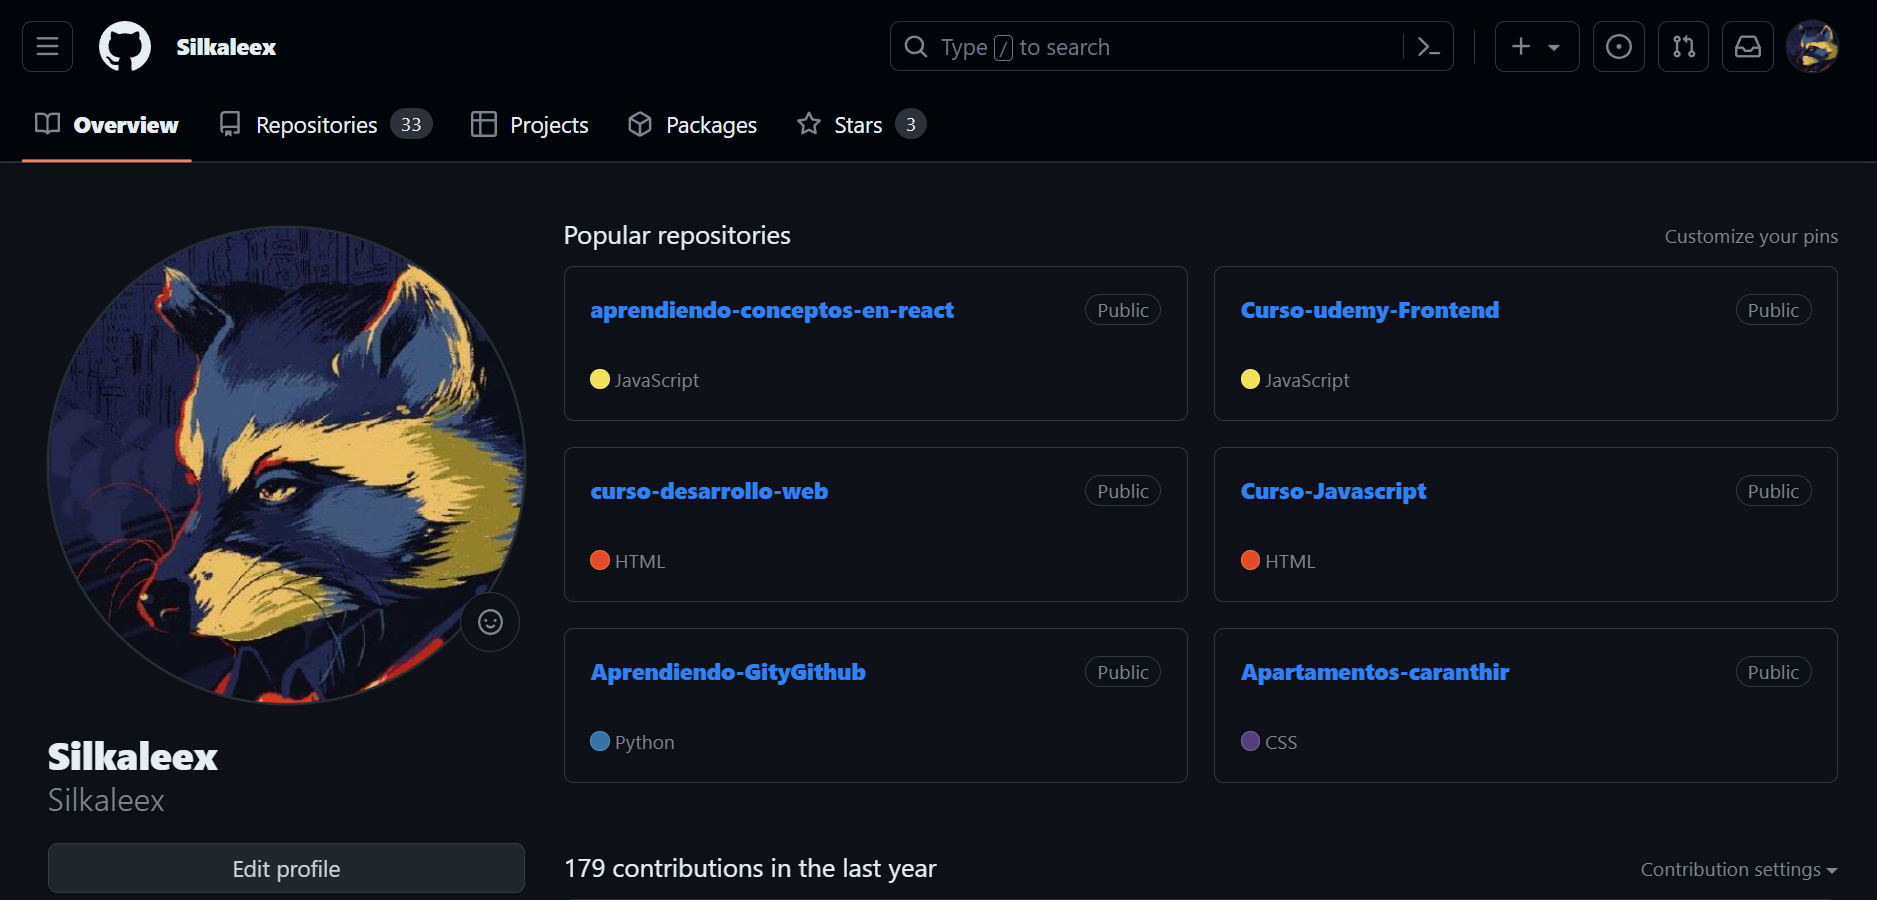 Silkaleex
Type / to search
Overview
Repositories 33
Projects
Packages
Stars 3
Popular repositories
Customize your pins
aprendiendo-conceptos-en-react
Public
JavaScript
Curso-udemy-Frontend
Public
JavaScript
curso-desarrollo-web
Public
HTML
Curso-Javascript
Public
HTML
Aprendiendo-GityGithub
Public
Python
Apartamentos-caranthir
Public
CSS
Silkaleex
Silkaleex
Edit profile
179 contributions in the last year
Contribution settings